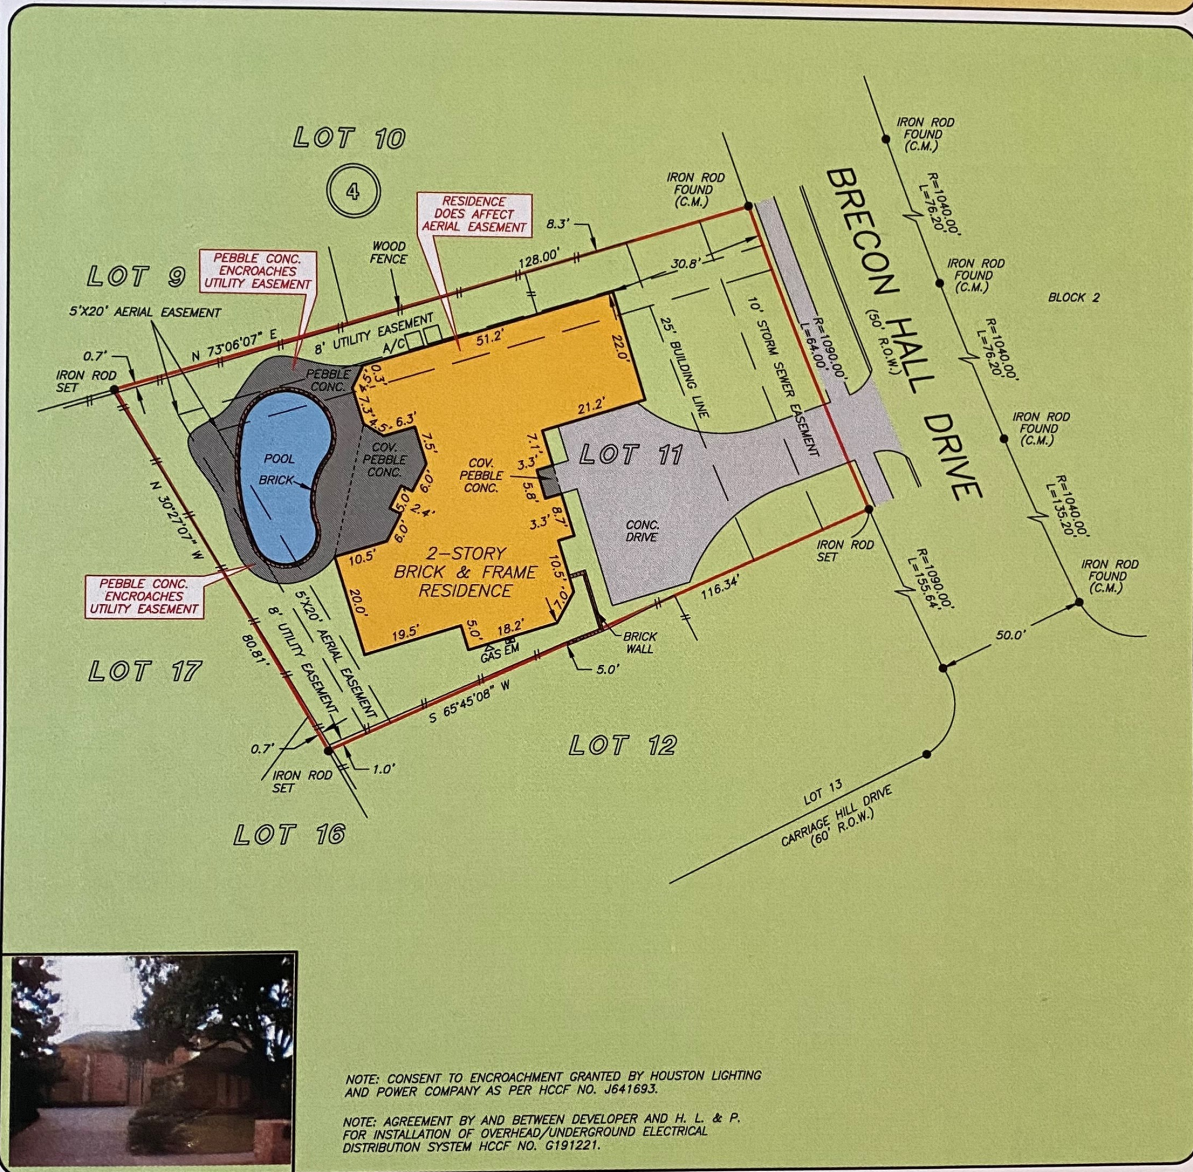 LOT 10
4
IRON ROD
FOUND
(C.M.)
IRON ROD
FOUND
(C.M.)
R=1040.00'
L=76.20'
BRECON HALL DRIVE
(50' R.O.W.)
RESIDENCE
DOES AFFECT
AERIAL EASEMENT
8.3'
WOOD
FENCE
128.00'
30.8'
PEBBLE CONC.
ENCROACHES
UTILITY EASEMENT
LOT 9
5'X20' AERIAL EASEMENT
IRON ROD
FOUND
(C.M.)
BLOCK 2
R=1040.00'
L=76.20'
0.7'
N 73°06'07" E
8' UTILITY EASEMENT
A/C
51.2'
22.0'
25' BUILDING LINE
10' STORM SEWER EASEMENT
R=1090.00'
L=64.00'
IRON ROD
SET
PEBBLE
CONC.
0.3'
4.5'
7.3'
4.5'
6.3'
7.5'
21.2'
IRON ROD
FOUND
(C.M.)
COV.
PEBBLE
CONC.
POOL
BRICK
6.0'
5.0'
2.4'
6.0'
7.1'
3.3'
COV.
PEBBLE
CONC.
5.8'
8.7'
3.3'
LOT 11
CONC.
DRIVE
N 30°27'07" W
R=1040.00'
L=135.20'
IRON ROD
SET
10.5'
2-STORY
BRICK & FRAME
RESIDENCE
10.5'
7.0'
R=1090.00'
L=155.64'
IRON ROD
FOUND
(C.M.)
PEBBLE CONC.
ENCROACHES
UTILITY EASEMENT
20.0'
19.5'
5.0'
18.2'
GAS EM
116.34'
BRICK
WALL
5.0'
50.0'
80.81'
8' UTILITY EASEMENT
5'X20' AERIAL EASEMENT
LOT 17
S 65°45'08" W
LOT 12
0.7'
1.0'
IRON ROD
SET
LOT 16
LOT 13
CARRIAGE HILL DRIVE
(60' R.O.W.)
NOTE: CONSENT TO ENCROACHMENT GRANTED BY HOUSTON LIGHTING
AND POWER COMPANY AS PER HCCF NO. J641693.
NOTE: AGREEMENT BY AND BETWEEN DEVELOPER AND H. L. & P.
FOR INSTALLATION OF OVERHEAD/UNDERGROUND ELECTRICAL
DISTRIBUTION SYSTEM HCCF NO. G191221.